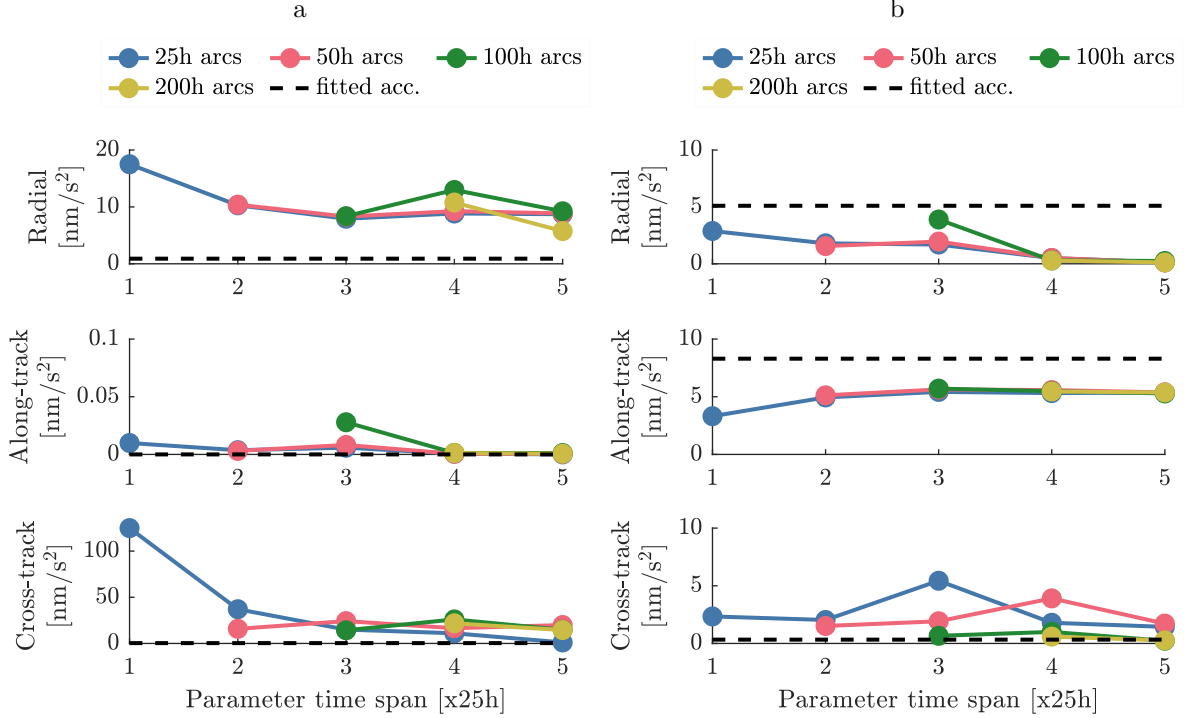 a
25h arcs 50h arcs 100h arcs
200h arcs fitted acc.
Radial
[nm/s²]
20
10
0
1 2 3 4 5
Along-track
[nm/s²]
0.1
0.05
0
1 2 3 4 5
Cross-track
[nm/s²]
100
50
0
1 2 3 4 5
Parameter time span [x25h]
b
25h arcs 50h arcs 100h arcs
200h arcs fitted acc.
Radial
[nm/s²]
10
5
0
1 2 3 4 5
Along-track
[nm/s²]
10
5
0
1 2 3 4 5
Cross-track
[nm/s²]
10
5
0
1 2 3 4 5
Parameter time span [x25h]